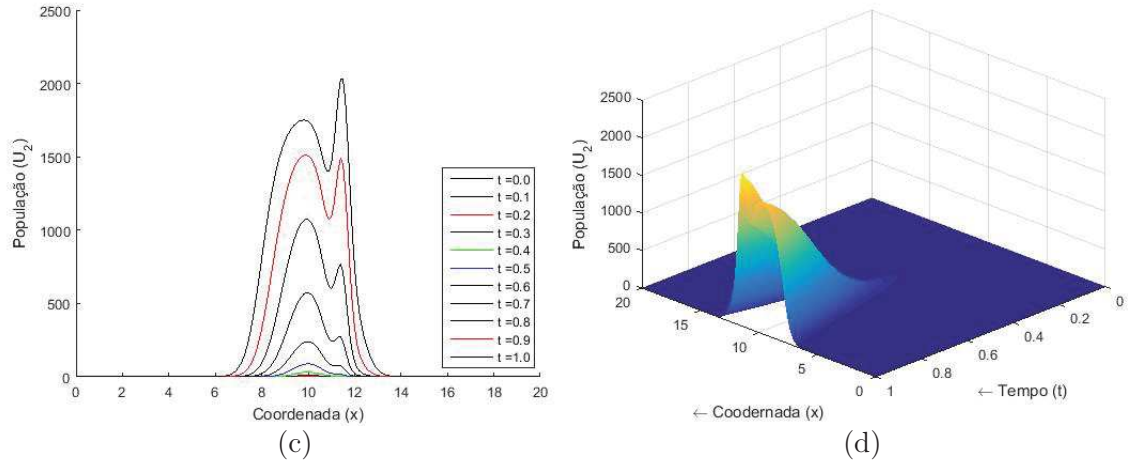 2500
2000
1500
1000
500
0
População (U2)
0 2 4 6 8 10 12 14 16 18 20
Coordenada (x)
t =0.0
t =0.1
t =0.2
t =0.3
t =0.4
t =0.5
t =0.6
t =0.7
t =0.8
t =0.9
t =1.0
(c)
2500
2000
1500
1000
500
0
População (U2)
20
15
10
5
0
1
0.8
0.6
0.4
0.2
0
← Coodernada (x)
← Tempo (t)
(d)